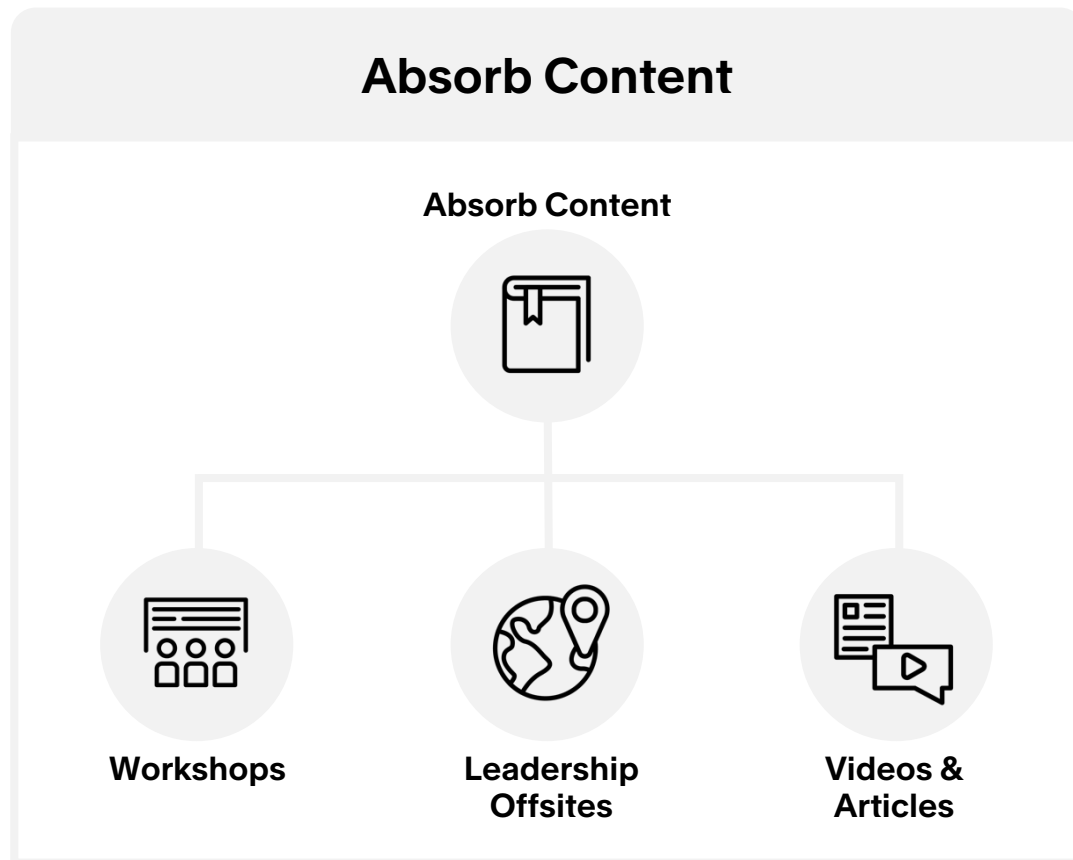 Absorb Content
Absorb Content
Workshops
Leadership
Offsites
Videos &
Articles